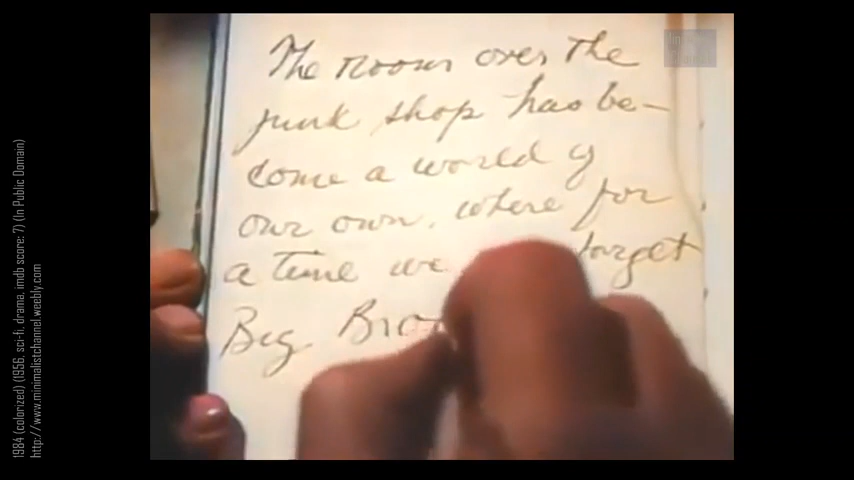 The room over the
junk shop has be-
come a world of
our own, where for
a time we forget
Big Bro
1984 (colorized) (1956, sci-fi, drama, imdb score: 7) (In Public Domain)
http://www.minimalistchannel.weebly.com